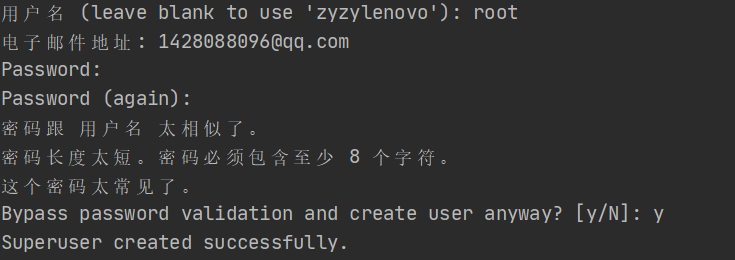 用户名 (leave blank to use 'zyzylenovo'): root
电子邮件地址: 1428088096@qq.com
Password:
Password (again):
密码跟 用户名 太相似了。
密码长度太短。密码必须包含至少 8 个字符。
这个密码太常见了。
Bypass password validation and create user anyway? [y/N]: y
Superuser created successfully.